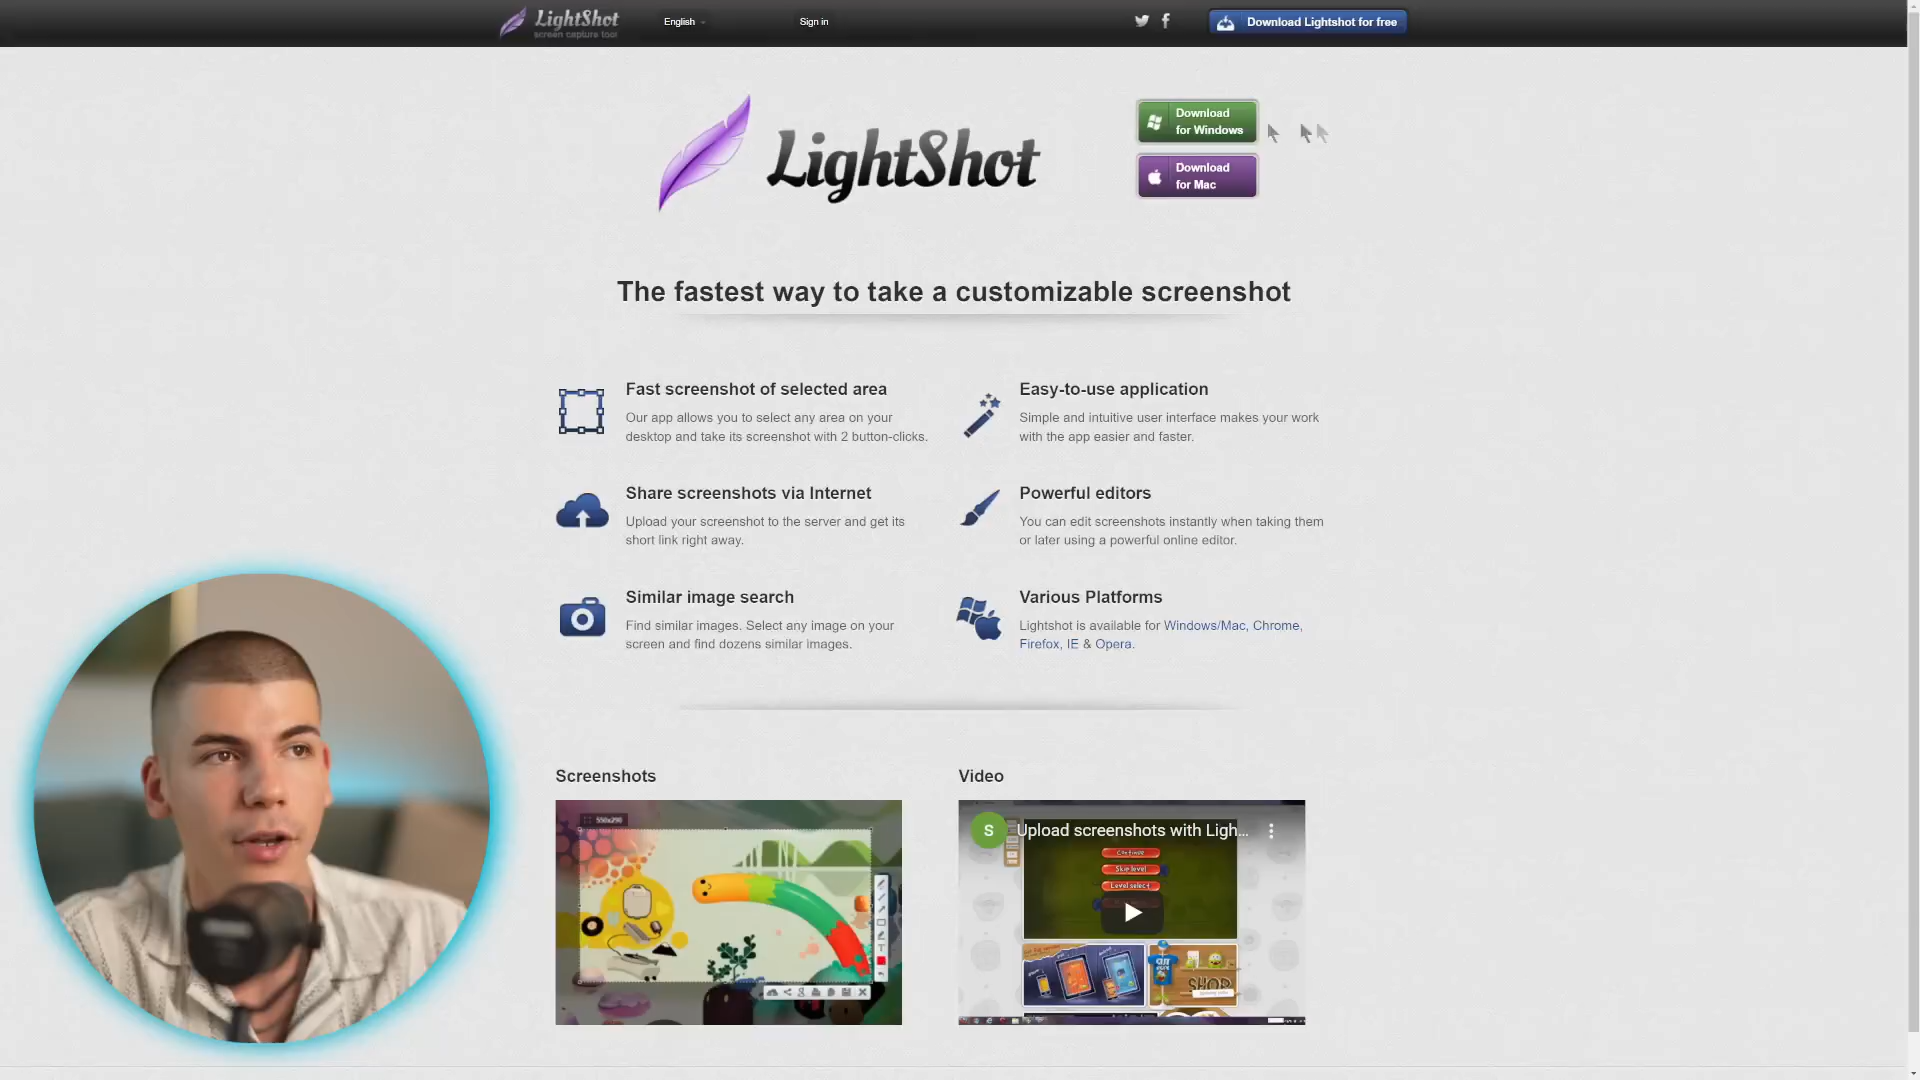 LightShot
screen capture tool
English
Sign in
Download Lightshot for free
LightShot
Download
for Windows
Download
for Mac
The fastest way to take a customizable screenshot
Fast screenshot of selected area
Our app allows you to select any area on your
desktop and take its screenshot with 2 button-clicks.
Easy-to-use application
Simple and intuitive user interface makes your work
with the app easier and faster.
Share screenshots via Internet
Upload your screenshot to the server and get its
short link right away.
Powerful editors
You can edit screenshots instantly when taking them
or later using a powerful online editor.
Similar image search
Find similar images. Select any image on your
screen and find dozens similar images.
Various Platforms
Lightshot is available for Windows/Mac, Chrome,
Firefox, IE & Opera.
Screenshots
550x290
Video
S
Upload screenshots with Ligh...
Continue
Skip level
Level select
SHOP